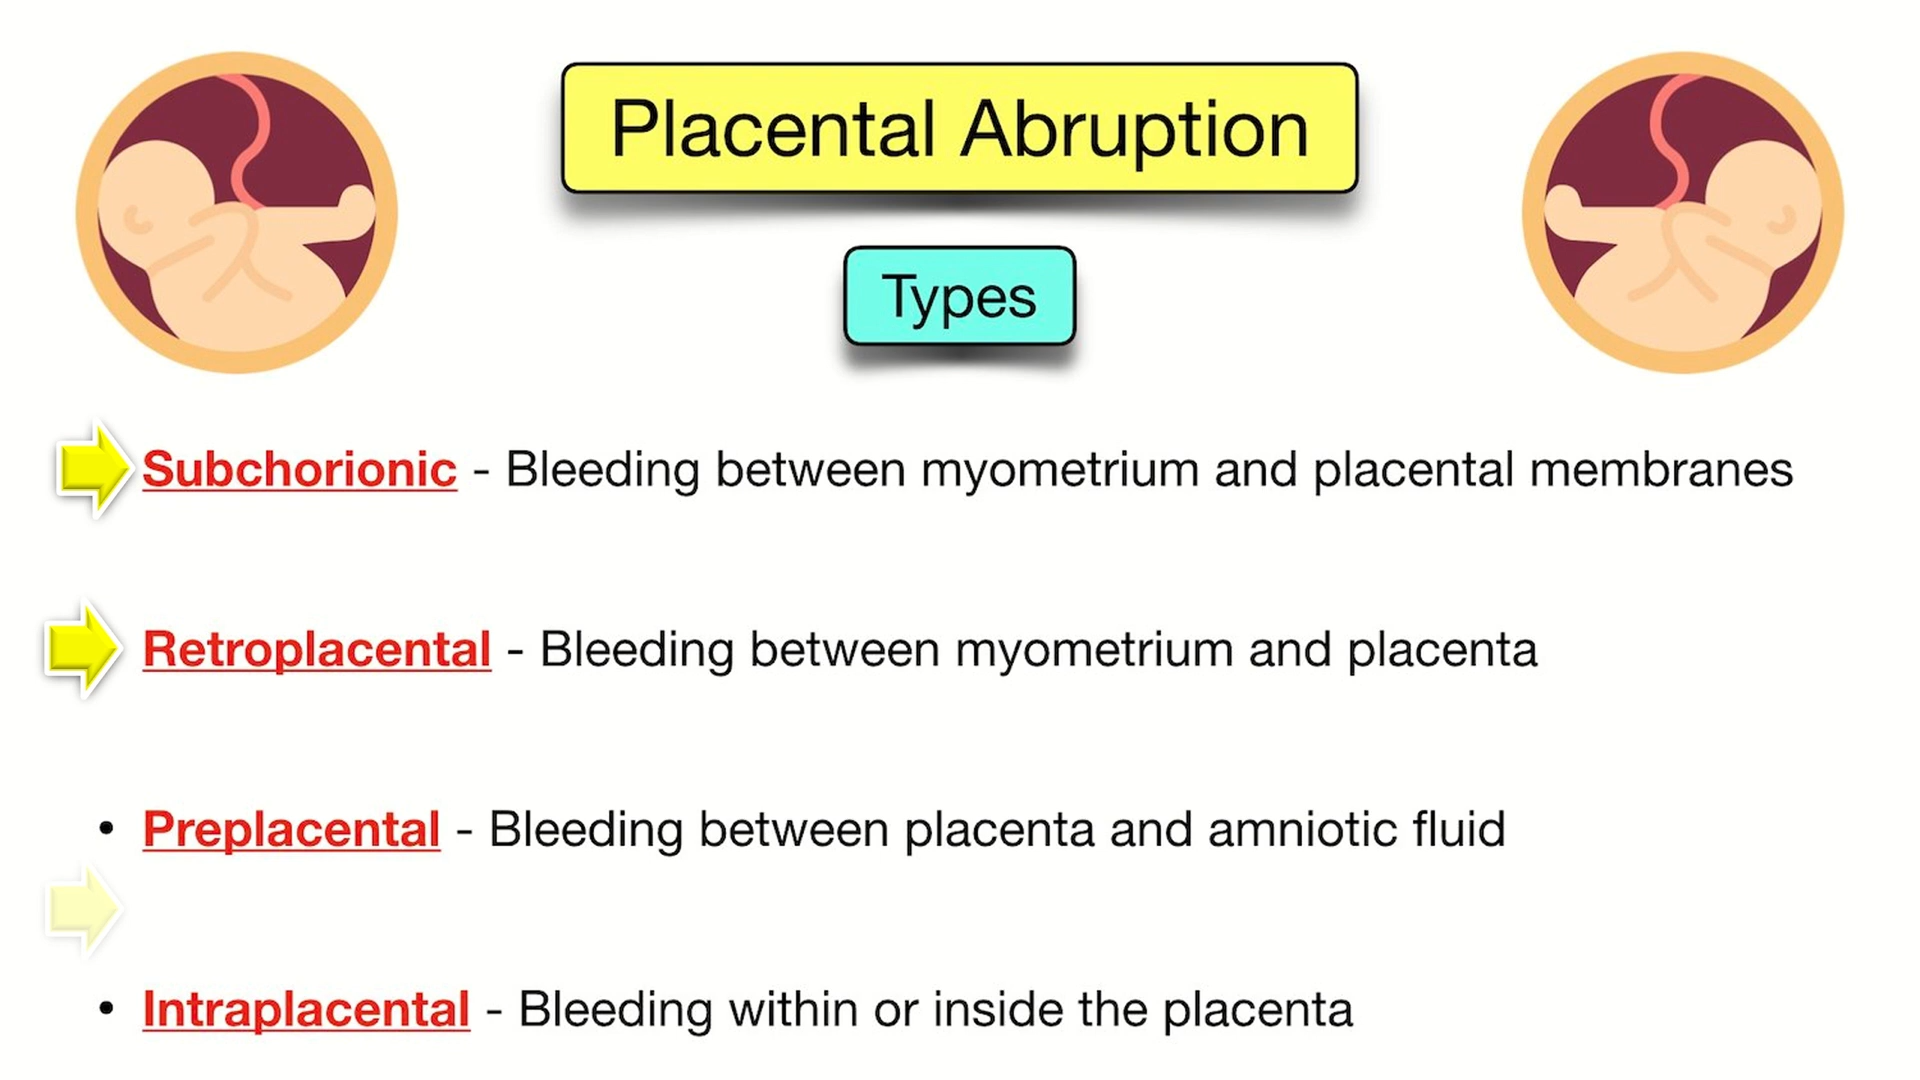 Placental Abruption
Types
Subchorionic - Bleeding between myometrium and placental membranes
Retroplacental - Bleeding between myometrium and placenta
• Preplacental - Bleeding between placenta and amniotic fluid
• Intraplacental - Bleeding within or inside the placenta